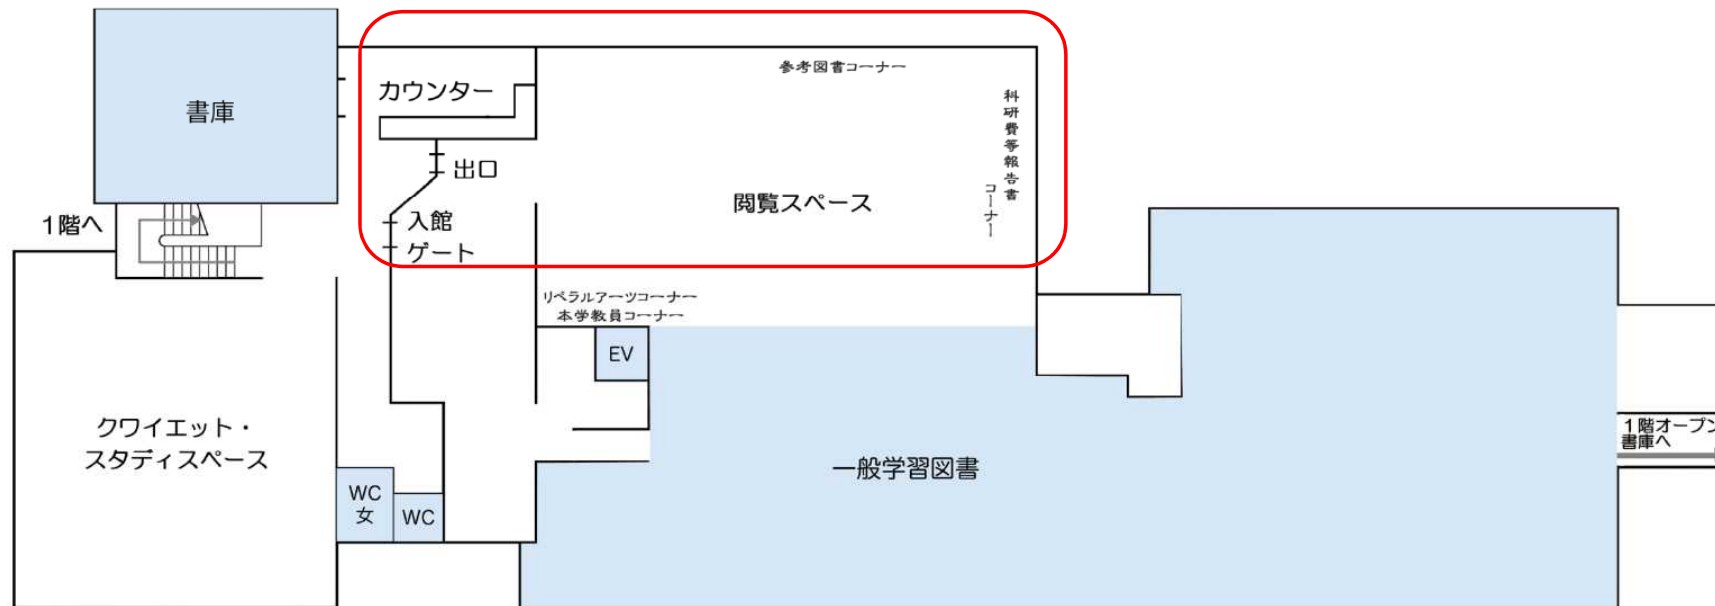 参考図書コーナー
カウンター
科研費等報告書
コーナー
書庫
出口
閲覧スペース
1階へ
入館
ゲート
リベラルアーツコーナー
本学教員コーナー
EV
クワイエット・
スタディスペース
1階オープン
書庫へ
一般学習図書
WC
女
WC